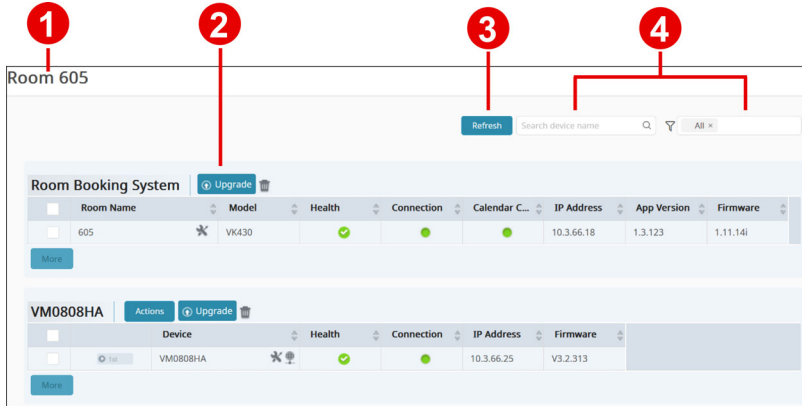 1 2 3 4
Room 605
Refresh Search device name All ×
Room Booking System Upgrade
Room Name Model Health Connection Calendar C... IP Address App Version Firmware
605 VK430 10.3.66.18 1.3.123 1.11.14i
More
VM0808HA Actions Upgrade
Device Health Connection IP Address Firmware
VM0808HA 10.3.66.25 V3.2.313
More